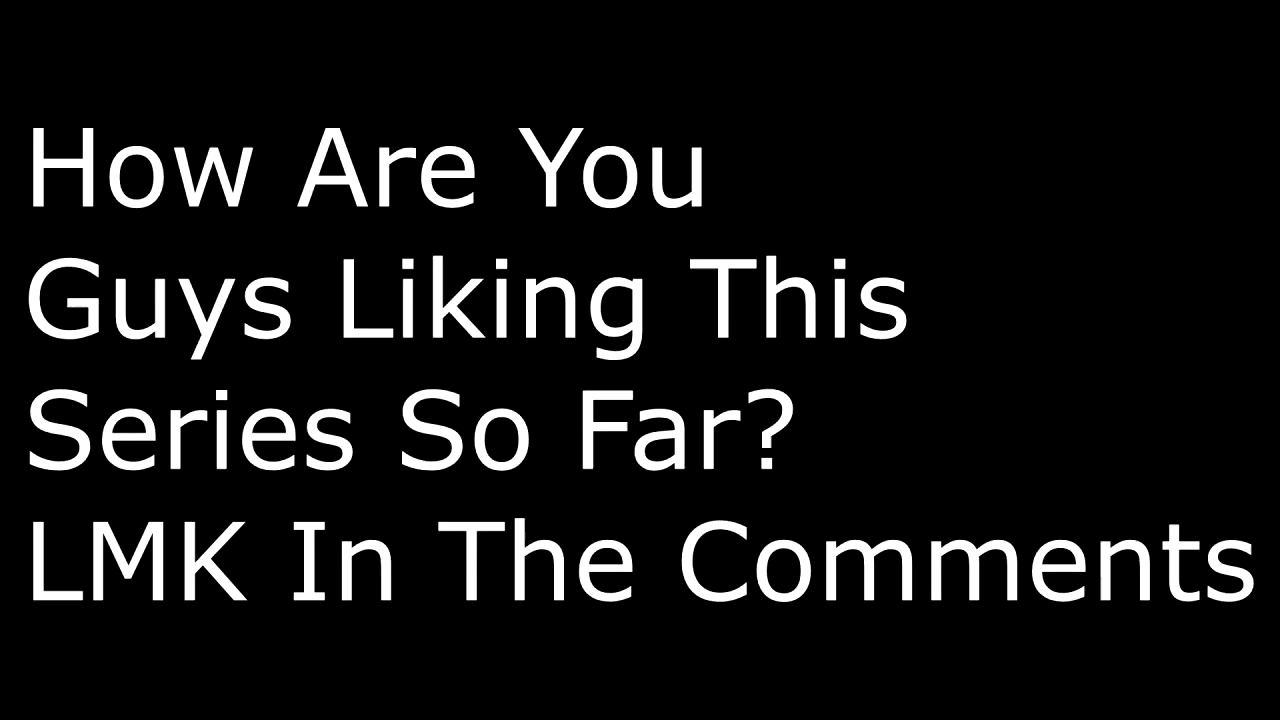 How Are You
Guys Liking This
Series So Far?
LMK In The Comments